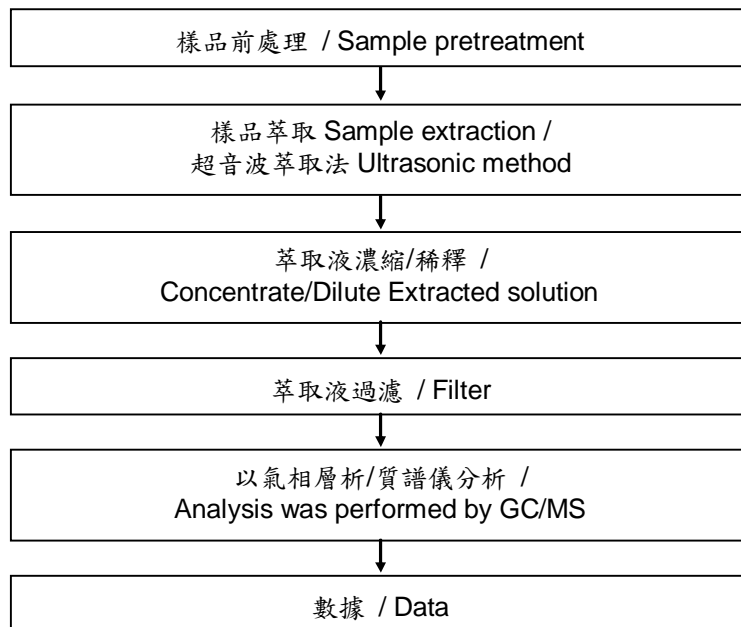 樣品前處理 / Sample pretreatment
樣品萃取 Sample extraction /
超音波萃取法 Ultrasonic method
萃取液濃縮/稀釋 /
Concentrate/Dilute Extracted solution
萃取液過濾 / Filter
以氣相層析/質譜儀分析 /
Analysis was performed by GC/MS
數據 / Data